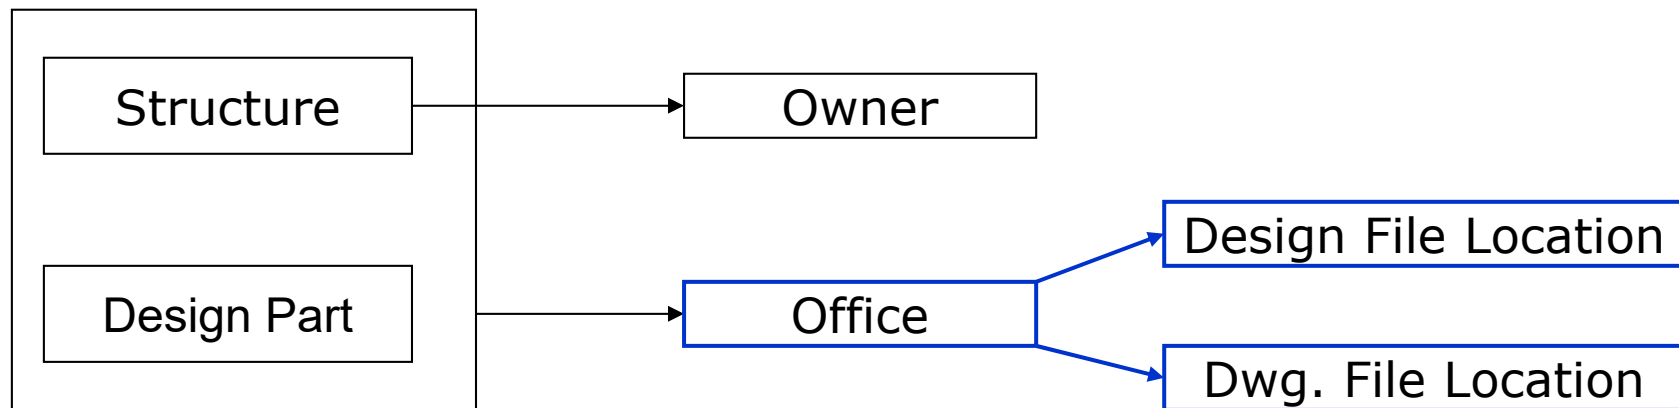 Structure
Owner
Design File Location
Design Part
Office
Dwg. File Location